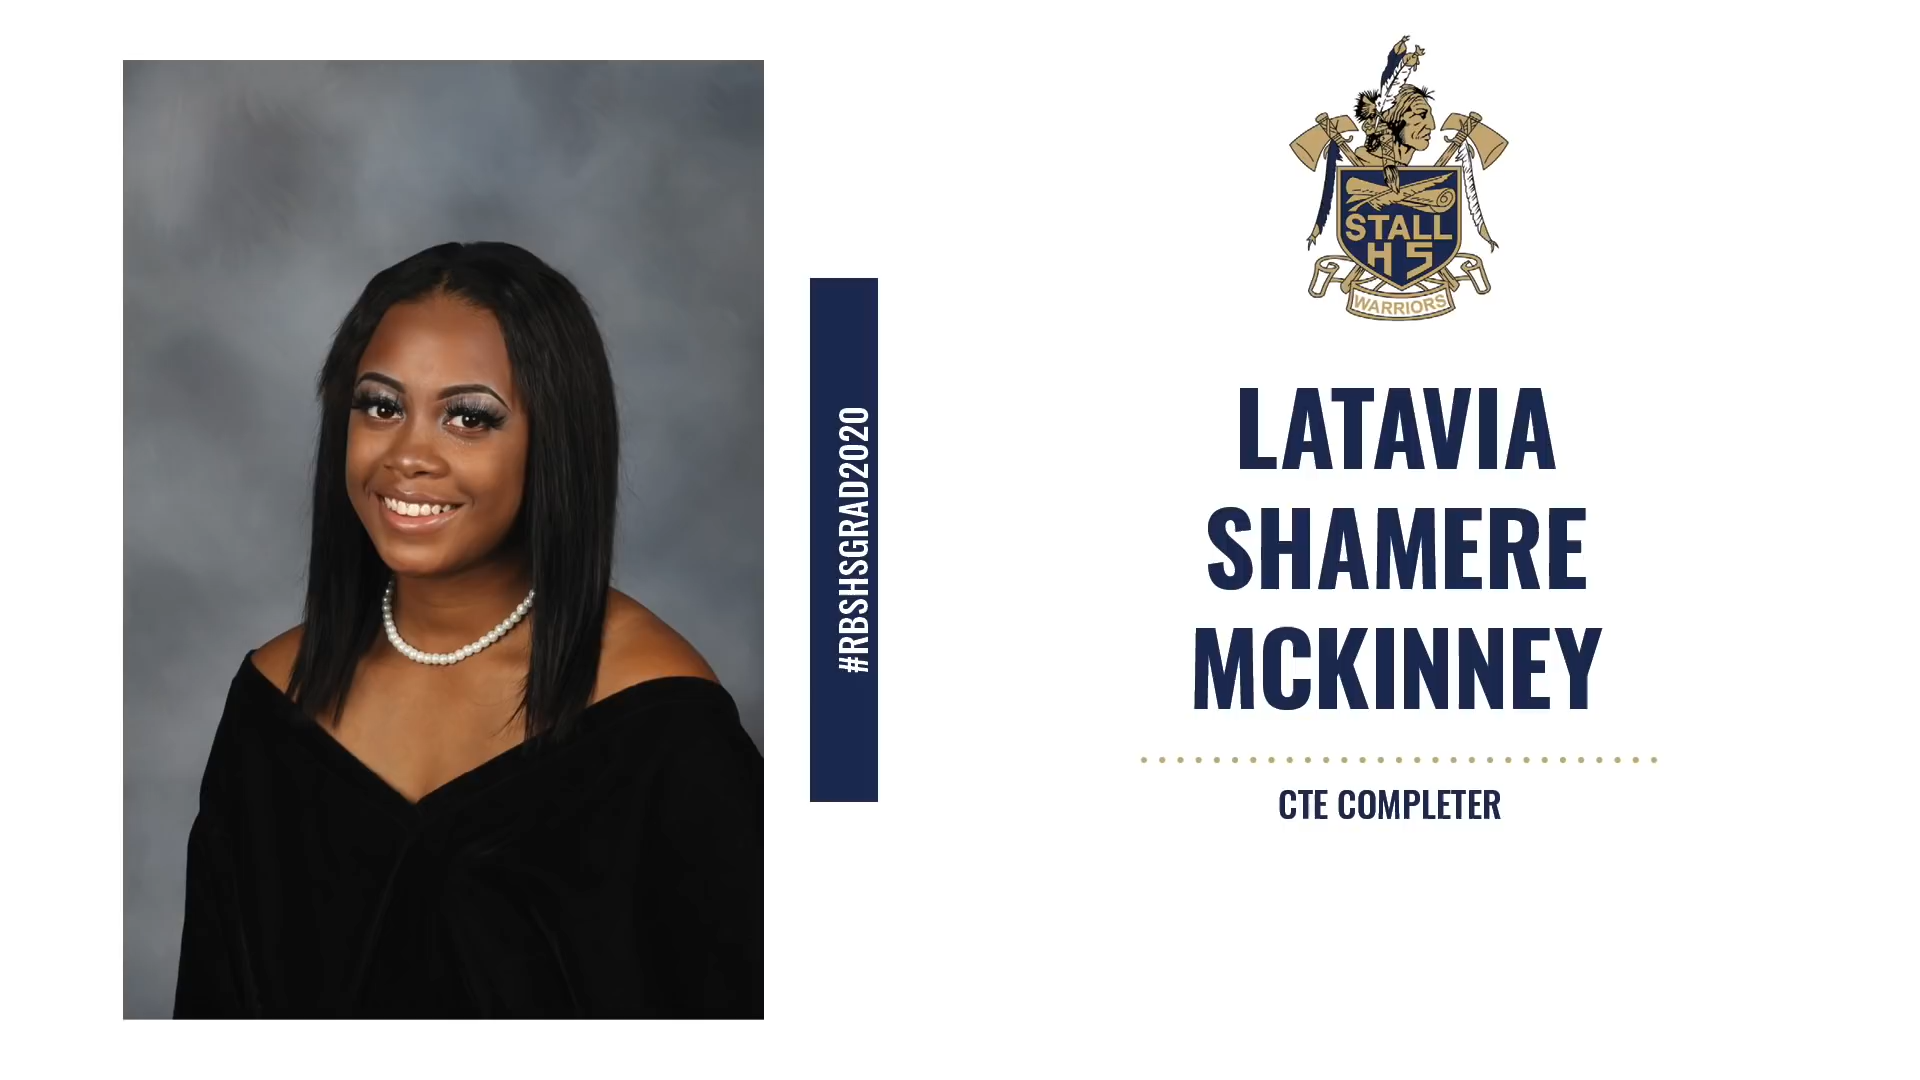 #RBSHSGRAD2020
STALL
HS
WARRIORS
LATAVIA
SHAMERE
MCKINNEY
CTE COMPLETER